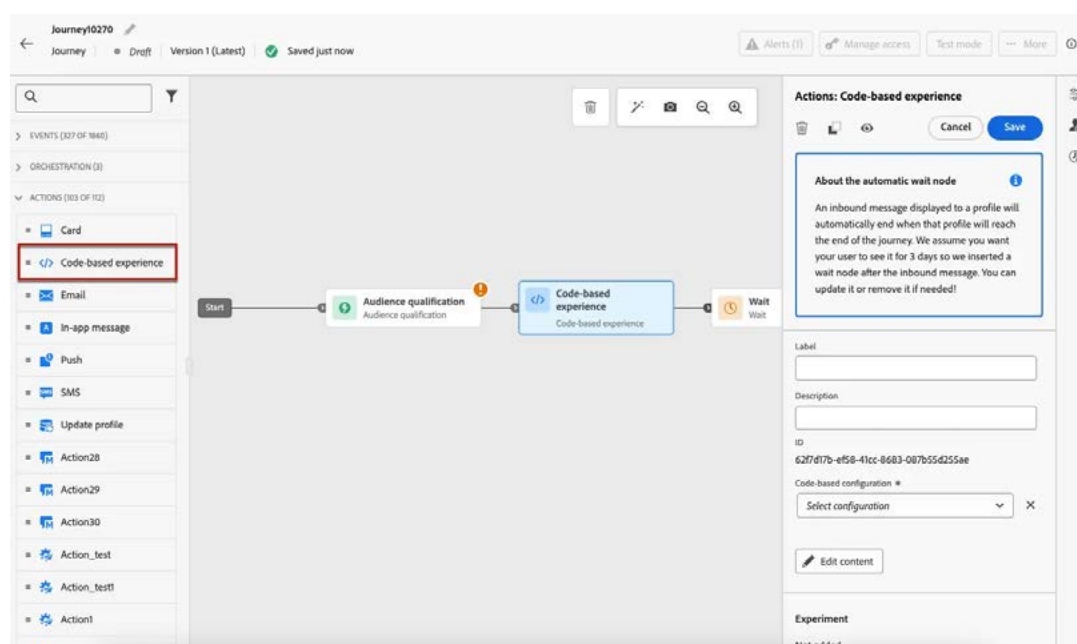 Journey10270
Journey
Draft
Version 1 (Latest)
Saved just now
Alerts (1)
Manage access
Test mode
More
EVENTS (327 OF 1860)
ORCHESTRATION (3)
ACTIONS (103 OF 112)
Card
Code-based experience
Email
In-app message
Push
SMS
Update profile
Action28
Action29
Action30
Action_test
Action_test1
Action1
Start
Audience qualification
Audience qualification
Code-based
experience
Code-based experience
Wait
Wait
Actions: Code-based experience
Cancel
Save
About the automatic wait node
An inbound message displayed to a profile will
automatically end when that profile will reach
the end of the journey. We assume you want
your user to see it for 3 days so we inserted a
wait node after the inbound message. You can
update it or remove it if needed!
Label
Description
ID
62f7d17b-ef58-41cc-8683-087b55d255ae
Code-based configuration *
Select configuration
Edit content
Experiment
Not added